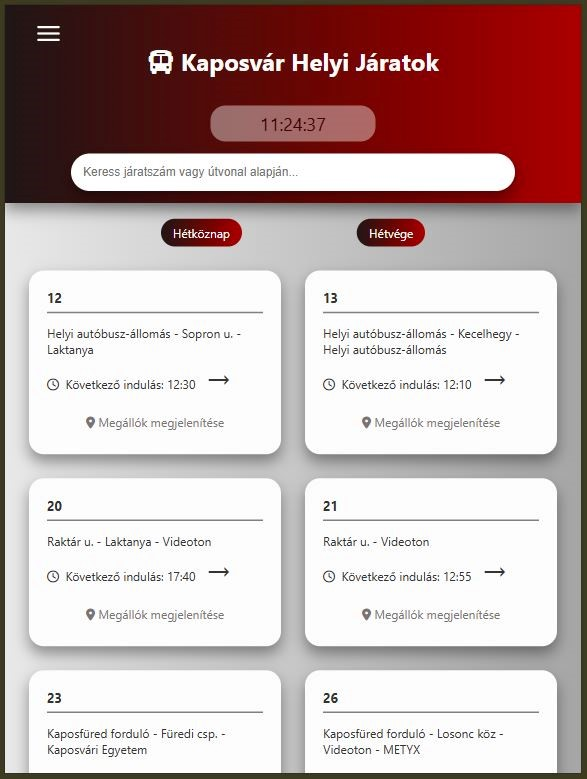 Kaposvár Helyi Járatok
11:24:37
Keress járatszám vagy útvonal alapján...
Hétköznap
Hétvége
12
Helyi autóbusz-állomás - Sopron u. -
Laktanya
Következő indulás: 12:30
Megállók megjelenítése
13
Helyi autóbusz-állomás - Kecelhegy -
Helyi autóbusz-állomás
Következő indulás: 12:10
Megállók megjelenítése
20
Raktár u. - Laktanya - Videoton
Következő indulás: 17:40
Megállók megjelenítése
21
Raktár u. - Videoton
Következő indulás: 12:55
Megállók megjelenítése
23
Kaposfüred forduló - Füredi csp. -
Kaposvári Egyetem
26
Kaposfüred forduló - Losonc köz -
Videoton - METYX